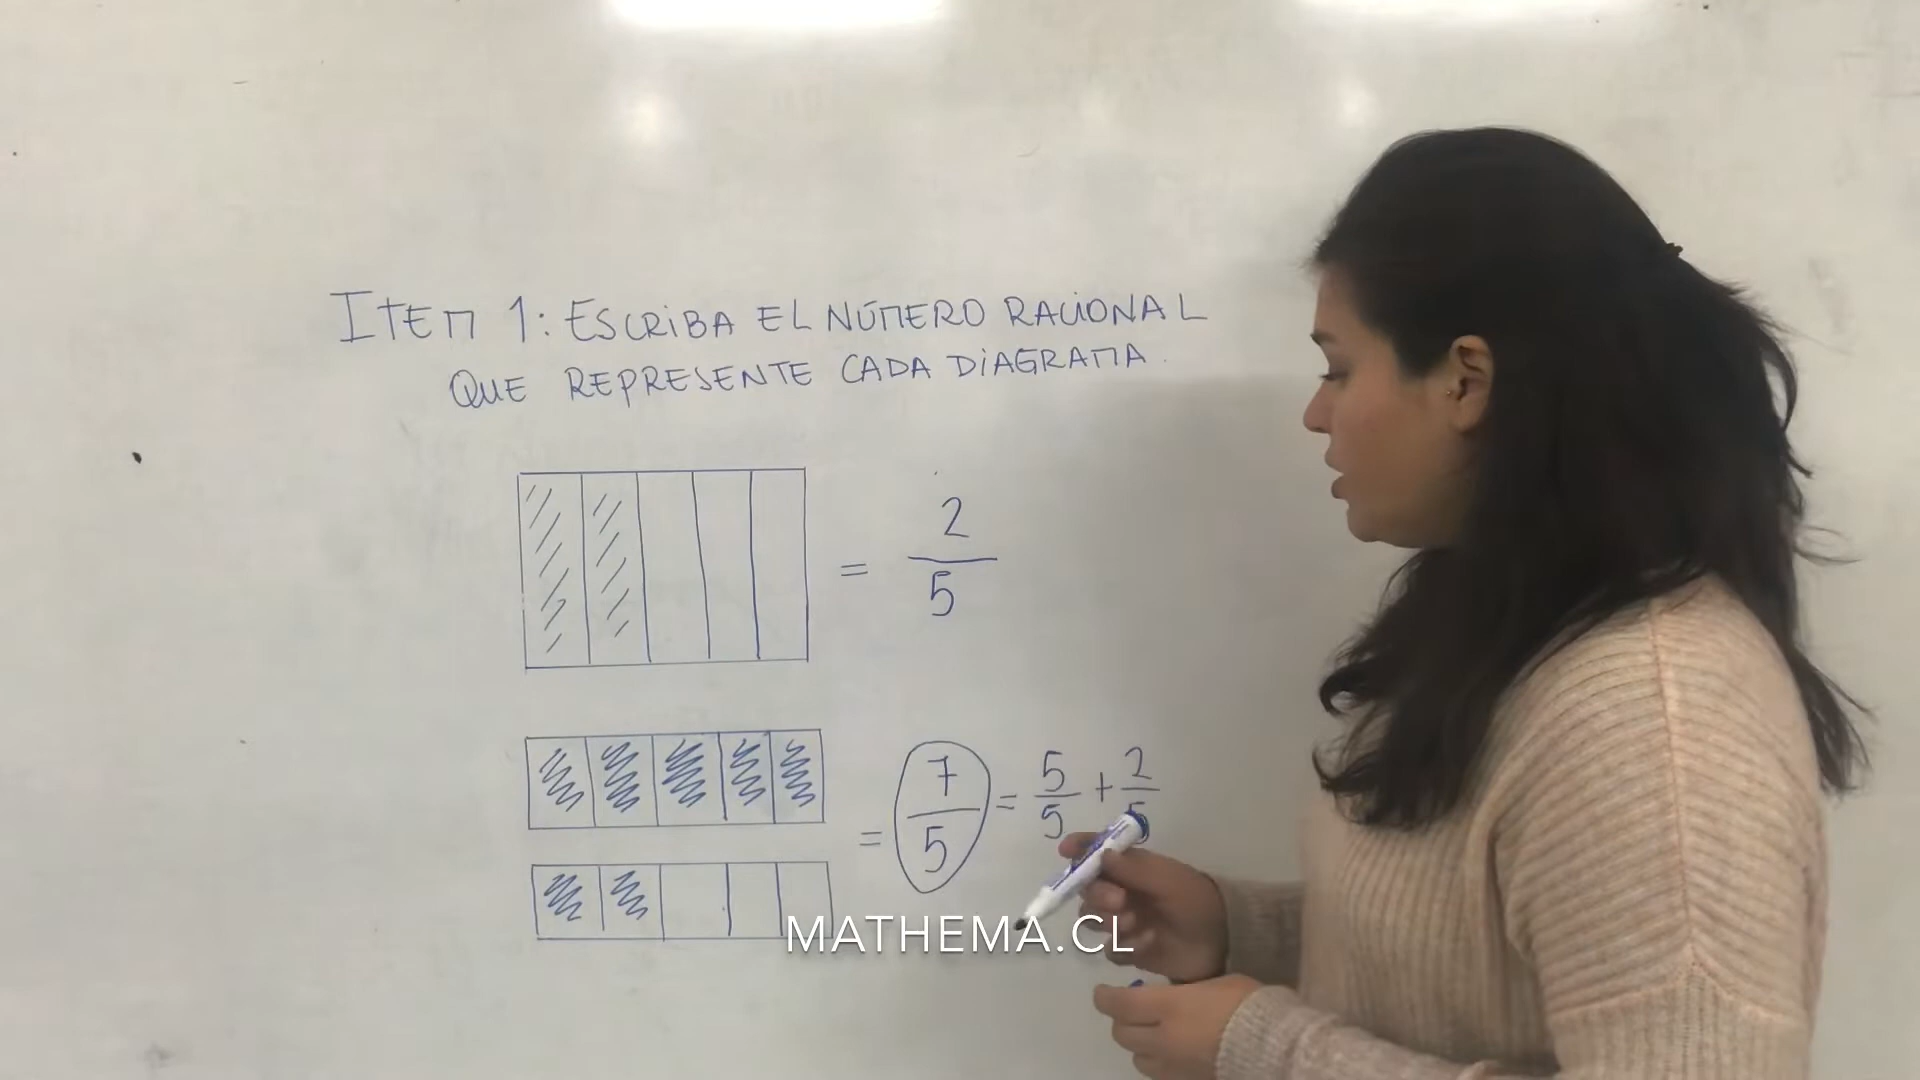 ITEM 1: ESCRIBA EL NÚMERO RACIONAL
QUE REPRESENTE CADA DIAGRAMA.
= 2/5
= 7/5 = 5/5 + 2/5
MATHEMA.CL